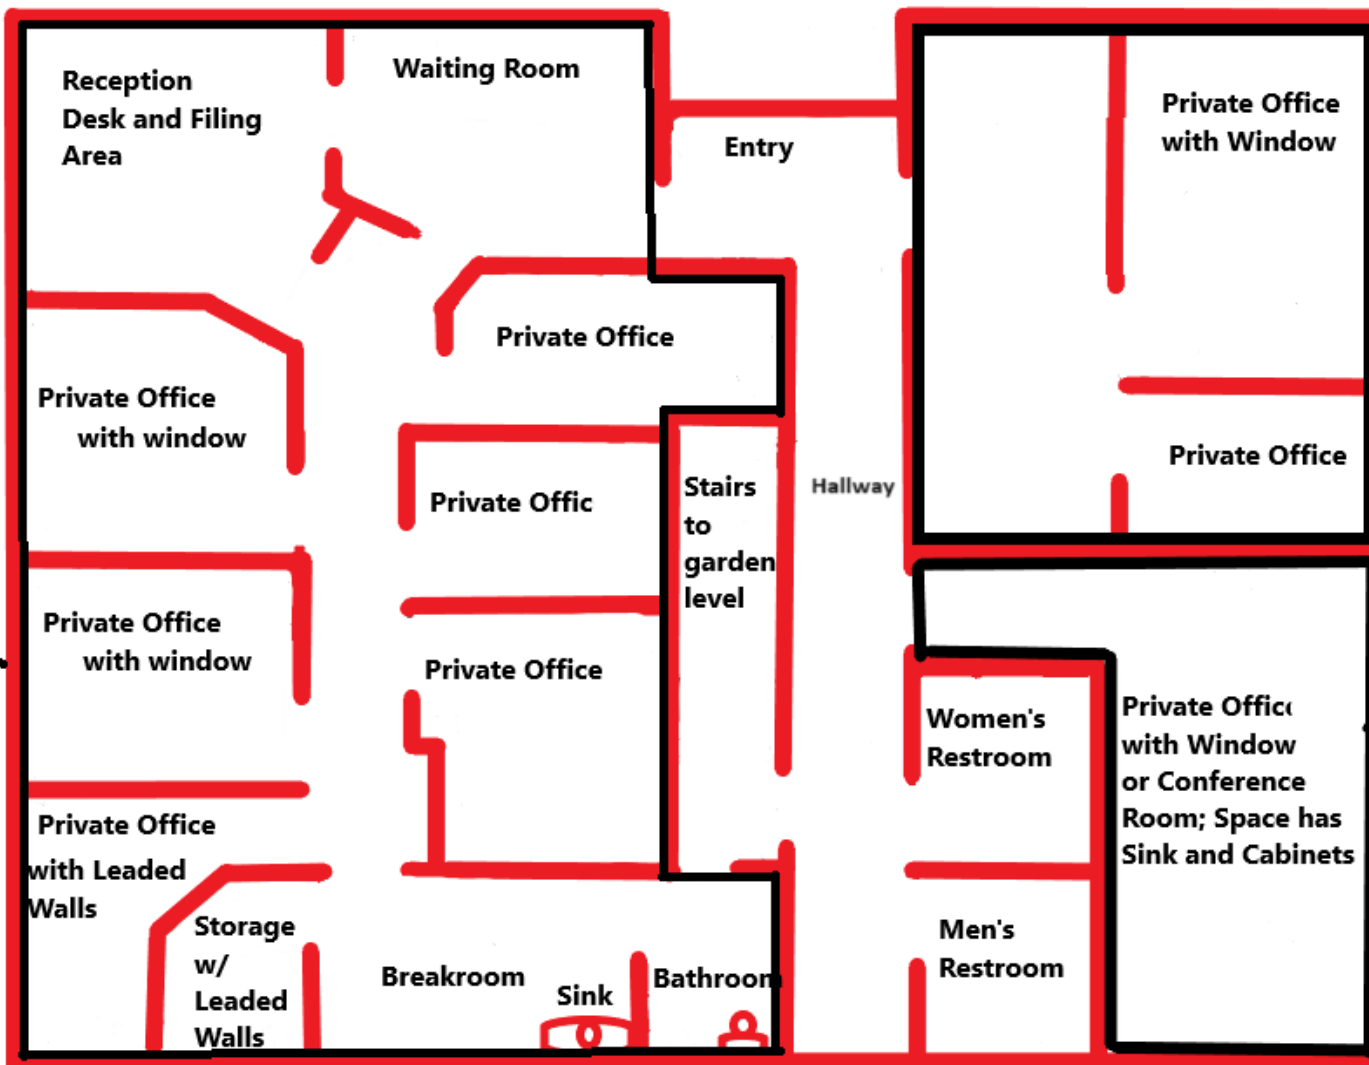 Reception
Desk and Filing
Area
Waiting Room
Entry
Private Office
with Window
Private Office
Private Office
with window
Private Office
Private Offic
Stairs
to
garden
level
Hallway
Private Office
with window
Private Office
Women's
Restroom
Private Offic
with Window
or Conference
Room; Space has
Sink and Cabinets
Private Office
with Leaded
Walls
Storage
w/
Leaded
Walls
Breakroom
Sink
Bathroom
Men's
Restroom